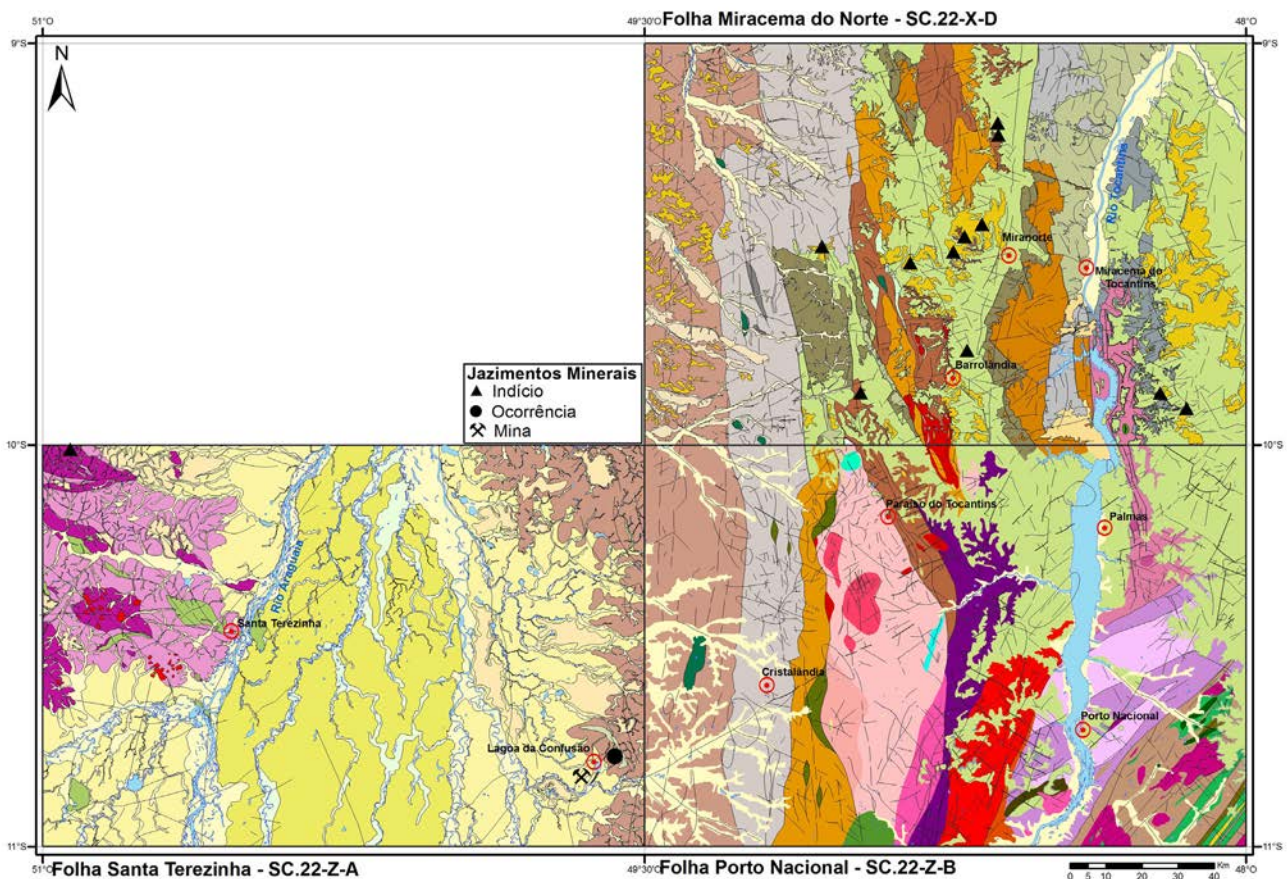 Folha Miracema do Norte - SC.22-X-D
51°O
49°30'O
48°O
9°S
9°S
N
Rio Tocantins
Miranorte
Miracema do
Tocantins
Jazimentos Minerais
Indício
Ocorrência
Mina
Barrolândia
10°S
10°S
Paraíso do Tocantins
Palmas
Rio Araguaia
Santa Terezinha
Cristalândia
Porto Nacional
Lagoa da Confusão
11°S
11°S
51°O
Folha Santa Terezinha - SC.22-Z-A
49°30'O
Folha Porto Nacional - SC.22-Z-B
48°O
Km
0 5 10 20 30 40